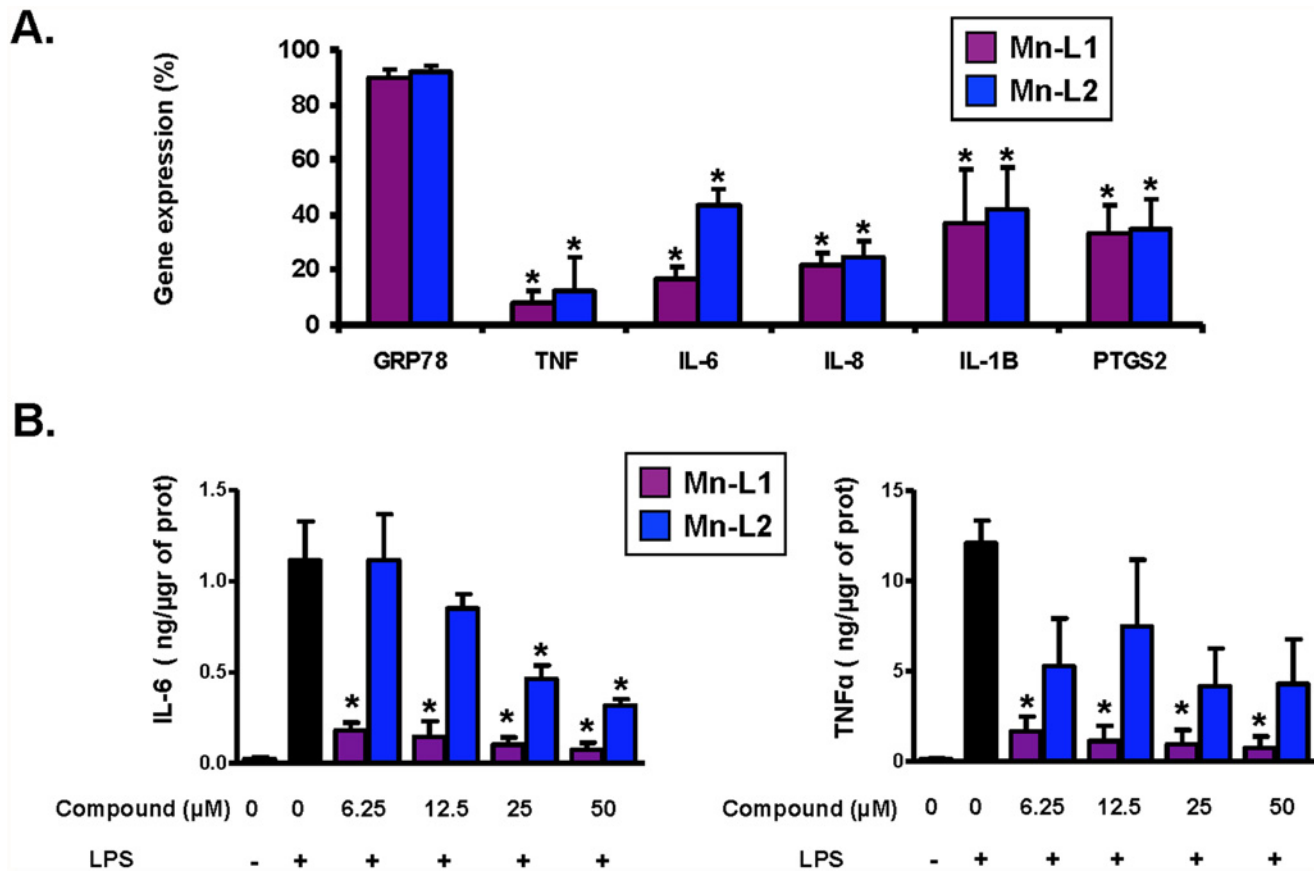 A.
Gene expression (%)
100
80
60
40
20
0
Mn-L1
Mn-L2
* * * * * * * * * *
GRP78 TNF IL-6 IL-8 IL-1B PTGS2
B.
Mn-L1
Mn-L2
IL-6 ( ng/µgr of prot)
1.5
1.0
0.5
0.0
* * * * * *
Compound (µM) 0 0 6.25 12.5 25 50
LPS - + + + + +
TNFα ( ng/µgr of prot)
15
10
5
0
* * * *
Compound (µM) 0 0 6.25 12.5 25 50
LPS - + + + + +